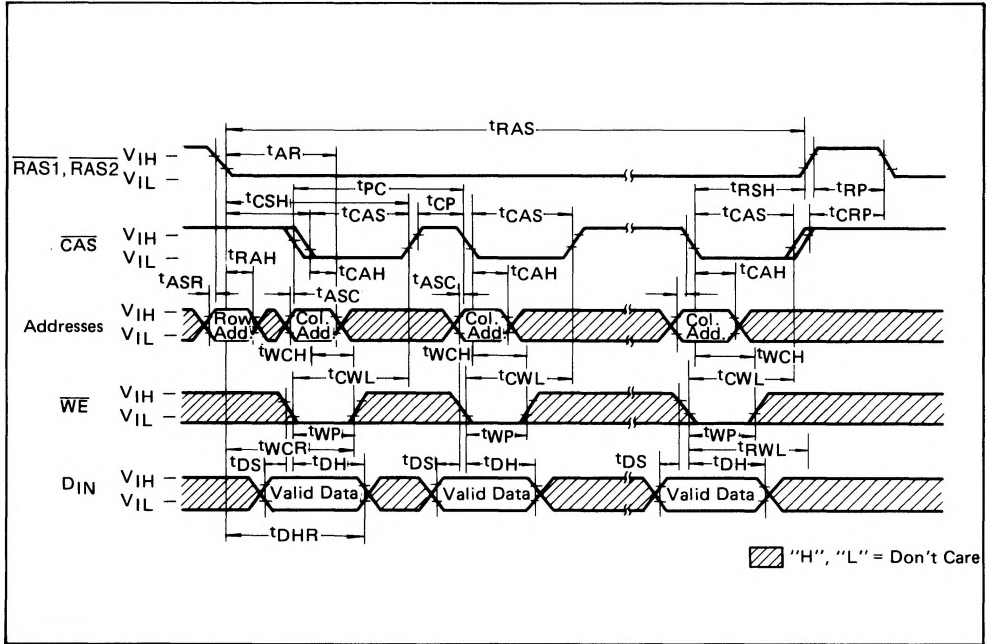 tRAS
tAR
RAS1, RAS2
VIH
VIL
tPC
tRSH
tRP
tCSH
tCAS
tCP
tCAS
tCAS
tCRP
CAS
VIH
VIL
tRAH
tCAH
tCAH
tCAH
tASR
tASC
tASC
Addresses
VIH
VIL
Row Add.
Col. Add.
Col. Add.
Col. Add.
tWCH
tWCH
tWCH
tCWL
tCWL
tCWL
WE
VIH
VIL
tWP
tWP
tWP
tWCR
tRWL
tDS
tDH
tDS
tDH
tDS
tDH
DIN
VIH
VIL
Valid Data
Valid Data
Valid Data
tDHR
"H", "L" = Don't Care